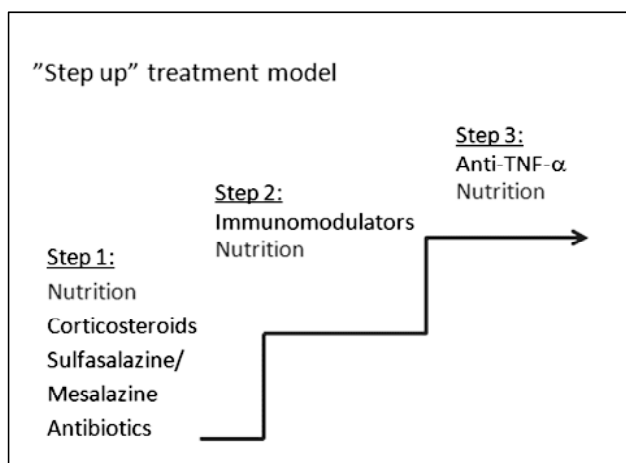 ”Step up” treatment model
Step 3:
Anti-TNF-α
Nutrition
Step 2:
Immunomodulators
Nutrition
Step 1:
Nutrition
Corticosteroids
Sulfasalazine/
Mesalazine
Antibiotics